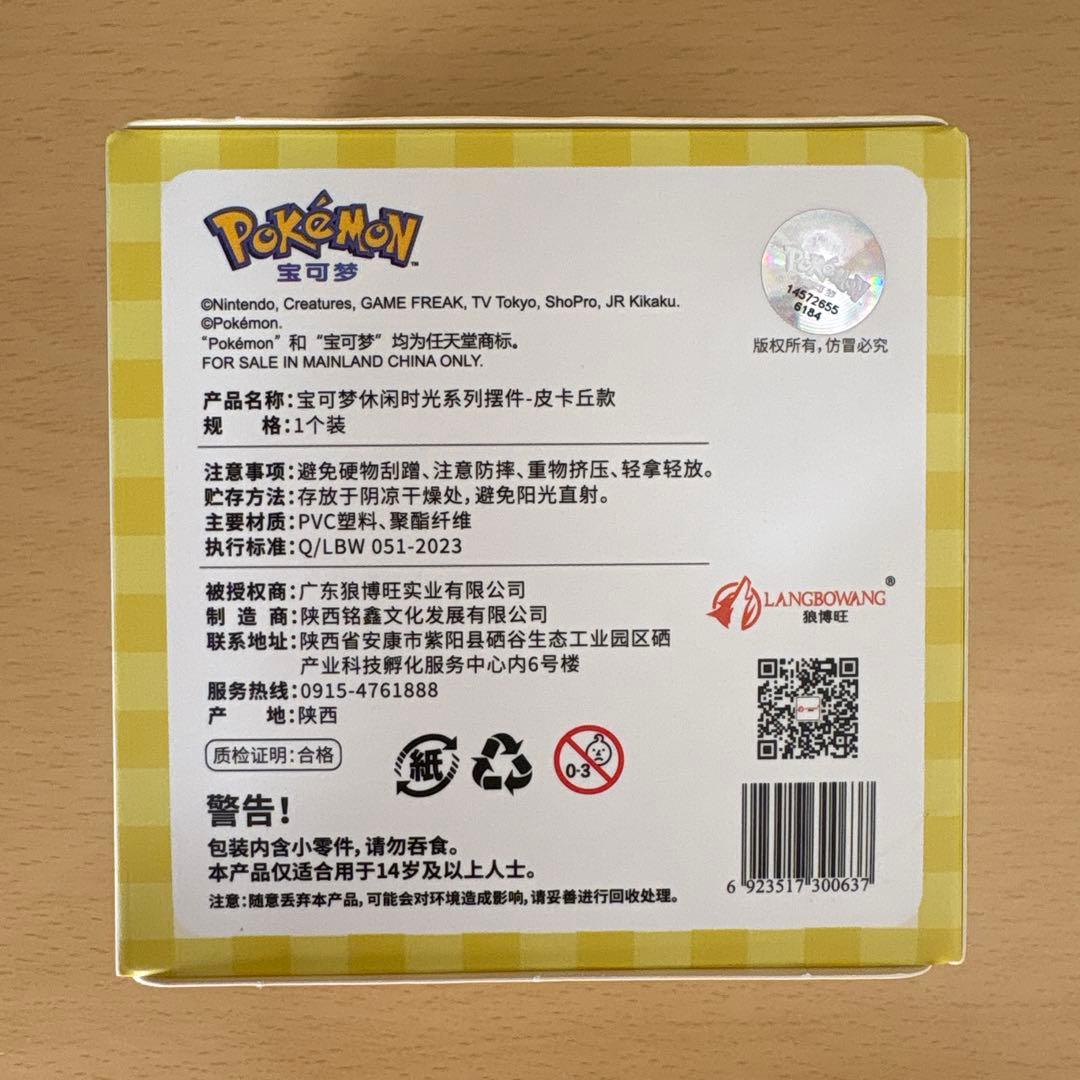 POKéMON™
宝可梦
©Nintendo, Creatures, GAME FREAK, TV Tokyo, ShoPro, JR Kikaku.
©Pokémon.
“Pokémon”和“宝可梦”均为任天堂商标。
FOR SALE IN MAINLAND CHINA ONLY.
Pokémon
宝可梦
14572655
6184
版权所有,仿冒必究
产品名称:宝可梦休闲时光系列摆件-皮卡丘款
规 格:1个装
注意事项:避免硬物刮蹭、注意防摔、重物挤压、轻拿轻放。
贮存方法:存放于阴凉干燥处,避免阳光直射。
主要材质:PVC塑料、聚酯纤维
执行标准:Q/LBW 051-2023
被授权商:广东狼博旺实业有限公司
制 造 商:陕西铭鑫文化发展有限公司
联系地址:陕西省安康市紫阳县硒谷生态工业园区硒
产业科技孵化服务中心内6号楼
服务热线:0915-4761888
产 地:陕西
LANGBOWANG®
狼博旺
质检证明:合格
紙
0-3
警告!
包装内含小零件,请勿吞食。
本产品仅适合用于14岁及以上人士。
注意:随意丢弃本产品,可能会对环境造成影响,请妥善进行回收处理。
6 923517 300637